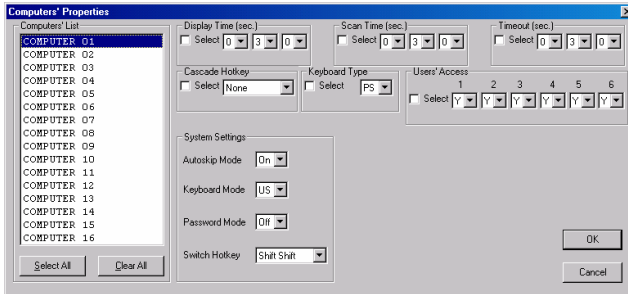 Computers' Properties
Computers' List
COMPUTER 01
COMPUTER 02
COMPUTER 03
COMPUTER 04
COMPUTER 05
COMPUTER 06
COMPUTER 07
COMPUTER 08
COMPUTER 09
COMPUTER 10
COMPUTER 11
COMPUTER 12
COMPUTER 13
COMPUTER 14
COMPUTER 15
COMPUTER 16
Select All Clear All
Display Time (sec.) Scan Time (sec.) Timeout (sec.)
Select 0 3 0 Select 0 3 0 Select 0 3 0
Cascade Hotkey Keyboard Type Users' Access
1 2 3 4 5 6
Select None Select PS Select Y Y Y Y Y Y
System Settings
Autoskip Mode On
Keyboard Mode US
Password Mode Off
Switch Hotkey Shift Shift
OK
Cancel